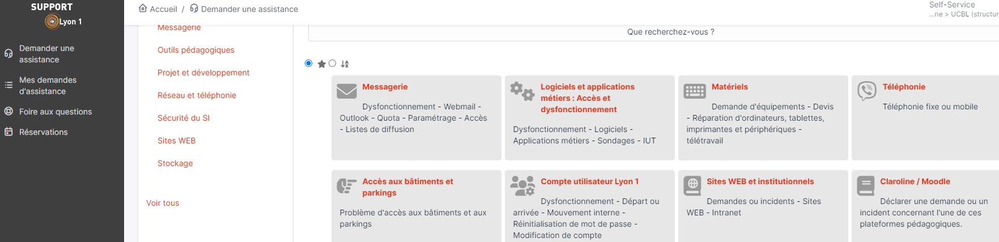 SUPPORT
Lyon 1
Demander une
assistance
Mes demandes
d'assistance
Foire aux questions
Réservations
Accueil / Demander une assistance
Self-Service
...ne > UCBL (structur
Messagerie
Outils pédagogiques
Projet et développement
Réseau et téléphonie
Sécurité du SI
Sites WEB
Stockage
Voir tous
Que recherchez-vous ?
Messagerie
Dysfonctionnement - Webmail -
Outlook - Quota - Paramétrage - Accès
- Listes de diffusion
Logiciels et applications
métiers : Accès et
dysfonctionnement
Dysfonctionnement - Logiciels -
Applications métiers - Sondages - IUT
Matériels
Demande d'équipements - Devis
- Réparation d'ordinateurs, tablettes,
imprimantes et périphériques -
télétravail
Téléphonie
Téléphonie fixe ou mobile
Accès aux bâtiments et
parkings
Problème d'accès aux bâtiments et aux
parkings
Compte utilisateur Lyon 1
Dysfonctionnement - Départ ou
arrivée - Mouvement interne -
Réinitialisation de mot de passe -
Modification de compte
Sites WEB et institutionnels
Demandes ou incidents - Sites
WEB - Intranet
Claroline / Moodle
Déclarer une demande ou un
incident concernant l'une de ces
plateformes pédagogiques.